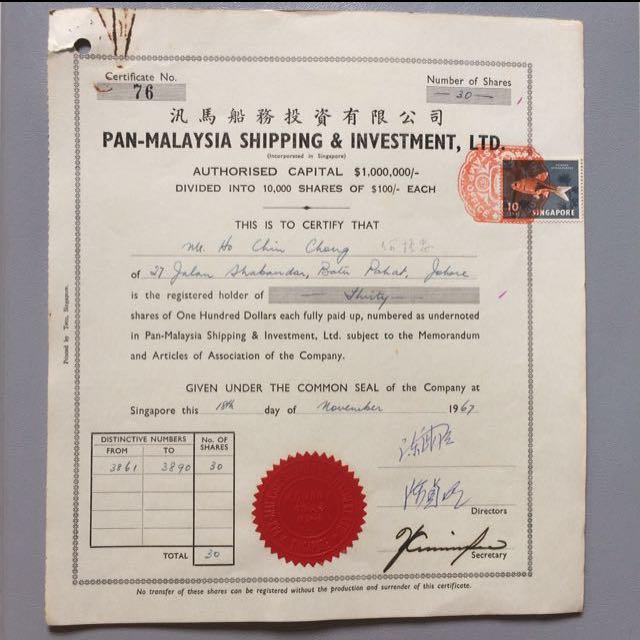 Certificate No.
76
Number of Shares
— 30 —
汎馬船務投資有限公司
PAN-MALAYSIA SHIPPING & INVESTMENT, LTD.
(Incorporated in Singapore)
AUTHORISED CAPITAL $1,000,000/-
DIVIDED INTO 10,000 SHARES OF $100/- EACH
10
SINGAPORE
THIS IS TO CERTIFY THAT
Mr. Ho Chin Chong
of 27 Jalan Shabandar, Batu Pahat, Johore
is the registered holder of — Thirty —
shares of One Hundred Dollars each fully paid up, numbered as undernoted
in Pan-Malaysia Shipping & Investment, Ltd. subject to the Memorandum
and Articles of Association of the Company.
GIVEN UNDER THE COMMON SEAL of the Company at
Singapore this 18th day of November 1967
DISTINCTIVE NUMBERS No. OF SHARES
FROM TO
3861 3890 30
TOTAL 30
Directors
Secretary
No transfer of these shares can be registered without the production and surrender of this certificate.